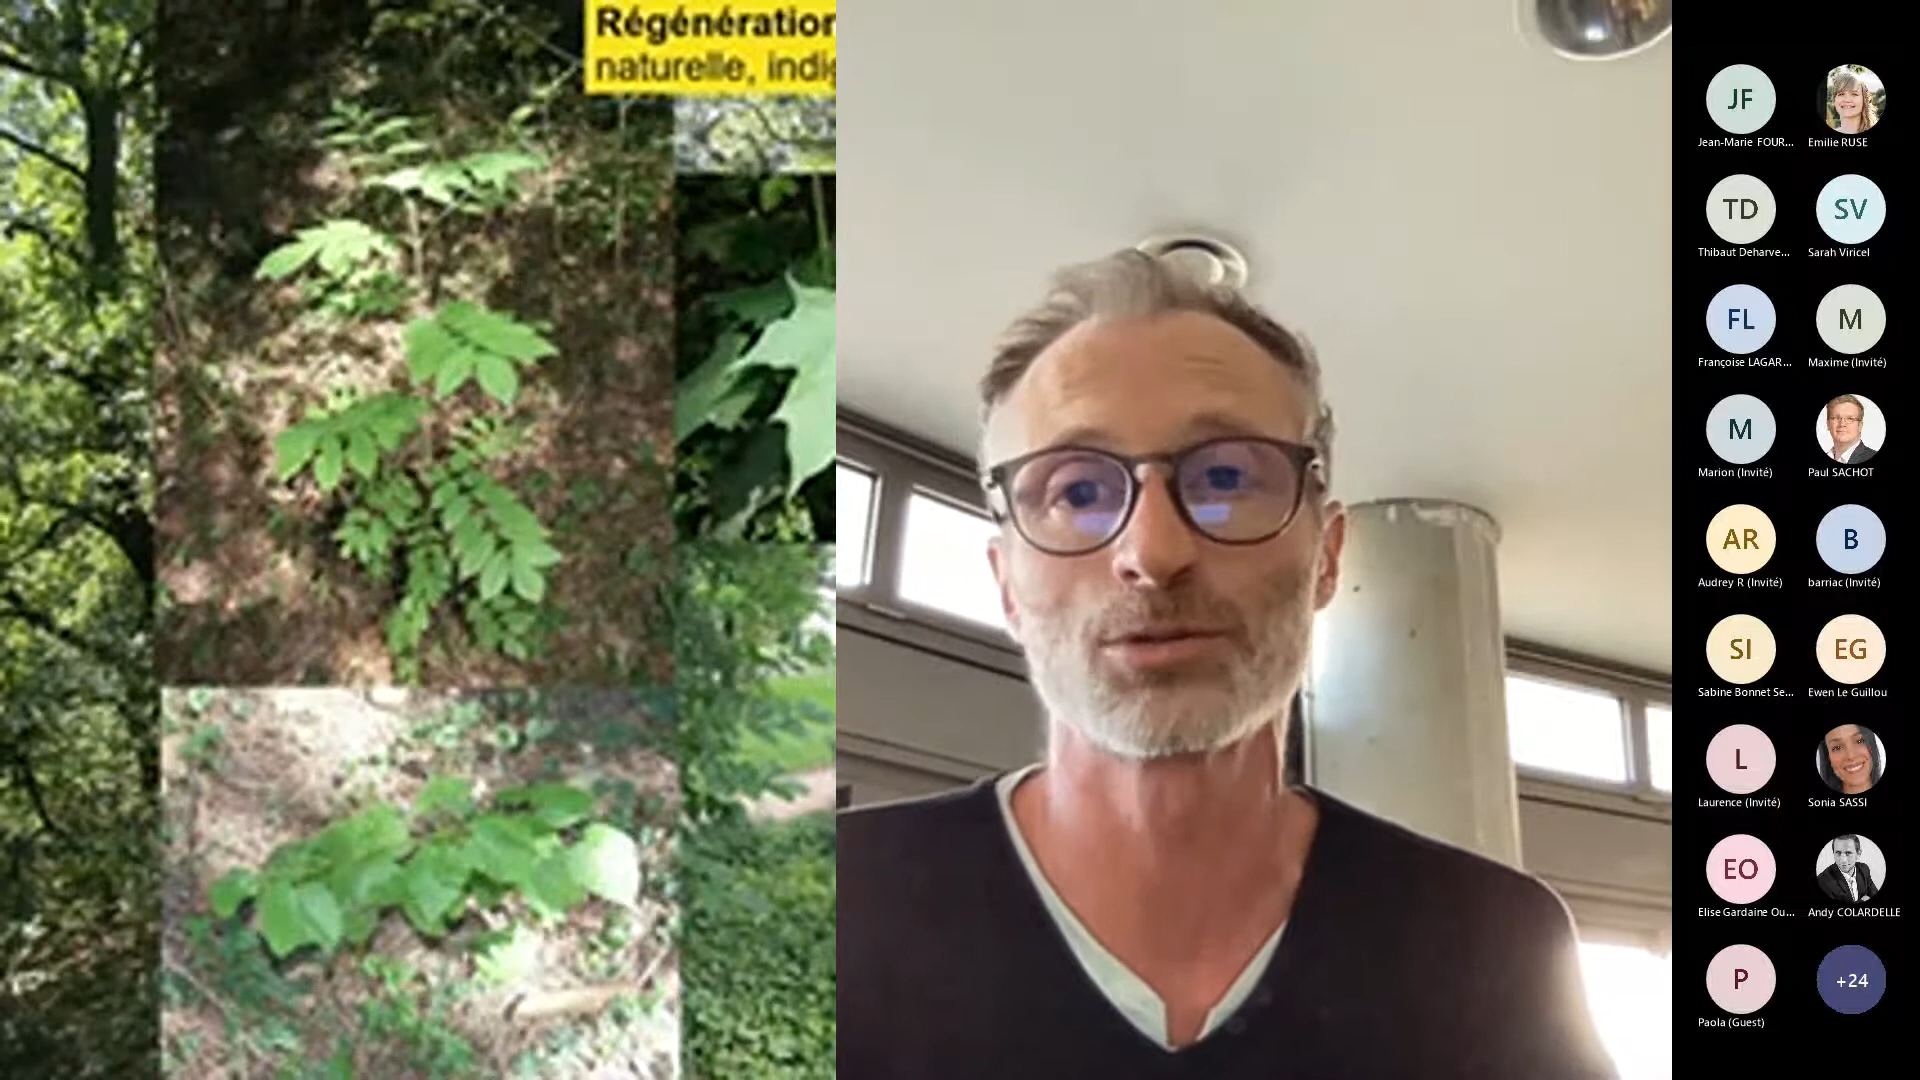 Régénération
naturelle, indig
JF
Jean-Marie FOUR...
Emilie RUSE
TD
SV
Thibaut Deharve...
Sarah Viricel
FL
M
Françoise LAGAR...
Maxime (Invité)
M
Marion (Invité)
Paul SACHOT
AR
B
Audrey R (Invité)
barriac (Invité)
SI
EG
Sabine Bonnet Se...
Ewen Le Guillou
L
Laurence (Invité)
Sonia SASSI
EO
Elise Gardaine Ou...
Andy COLARDELLE
P
+24
Paola (Guest)